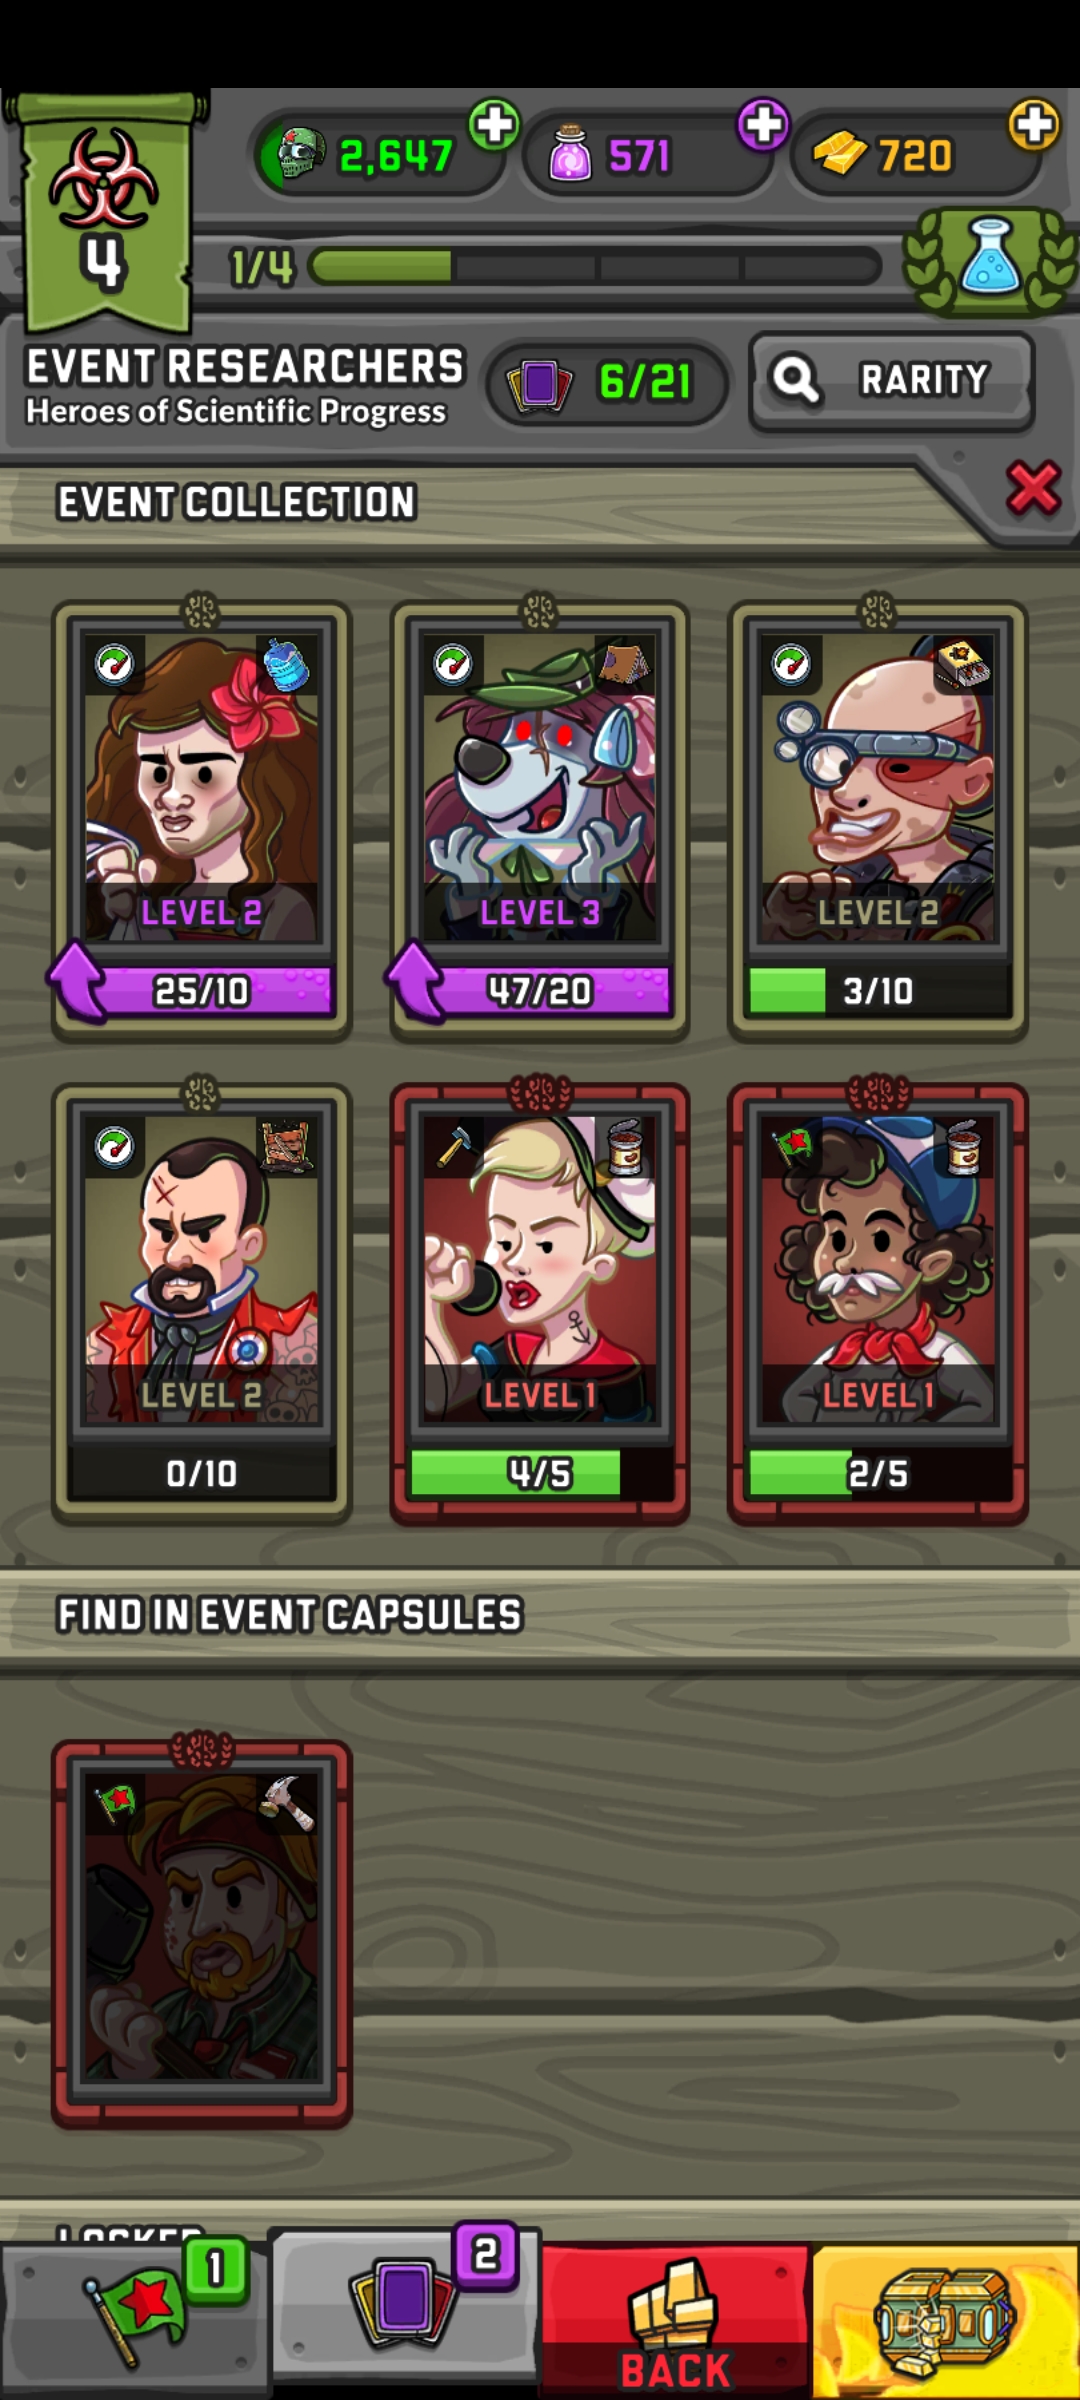 2,647
571
720
4
1/4
EVENT RESEARCHERS
Heroes of Scientific Progress
6/21
RARITY
EVENT COLLECTION
LEVEL 2
25/10
LEVEL 3
47/20
LEVEL 2
3/10
LEVEL 2
0/10
LEVEL 1
4/5
LEVEL 1
2/5
FIND IN EVENT CAPSULES
LOCKED
1
2
BACK